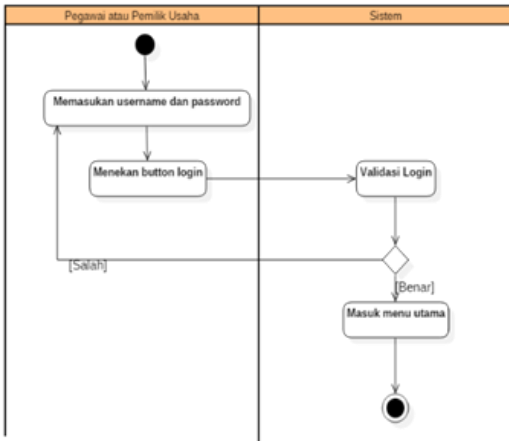 Pegawai atau Pemilik Usaha
Sistem
Memasukan username dan password
Menekan button login
Validasi Login
[Salah]
[Benar]
Masuk menu utama